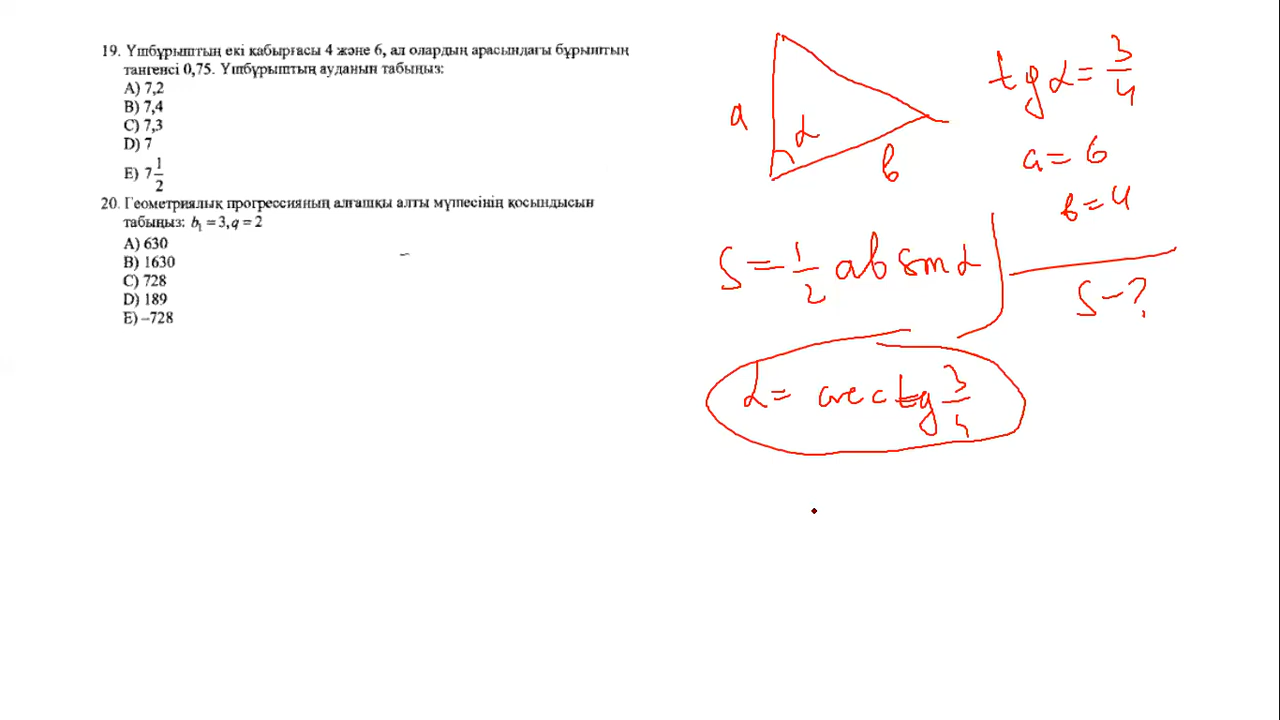 19. Үшбұрыштың екі қабырғасы 4 және 6, ал олардың арасындағы бұрыштың
тангенсі 0,75. Үшбұрыштың ауданын табыңыз:
A) 7,2
B) 7,4
C) 7,3
D) 7
E) 7 1/2
20. Геометриялық прогрессияның алғашқы алты мүшесінің қосындысын
табыңыз: b₁ = 3, q = 2
A) 630
B) 1630
C) 728
D) 189
E) –728
a
α
b
tg α = 3/4
a = 6
b = 4
S = 1/2 ab sin α
S – ?
α = arctg 3/4